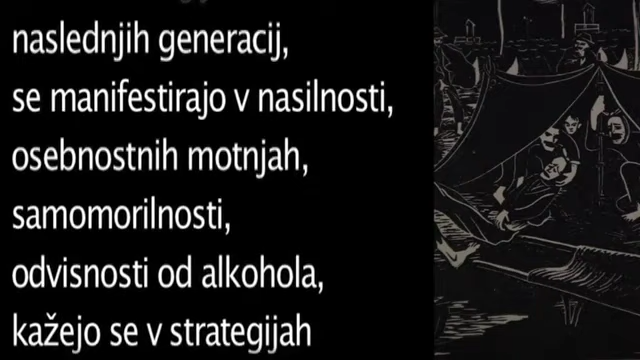 naslednjih generacij,
se manifestirajo v nasilnosti,
osebnostnih motnjah,
samomorilnosti,
odvisnosti od alkohola,
kažejo se v strategijah